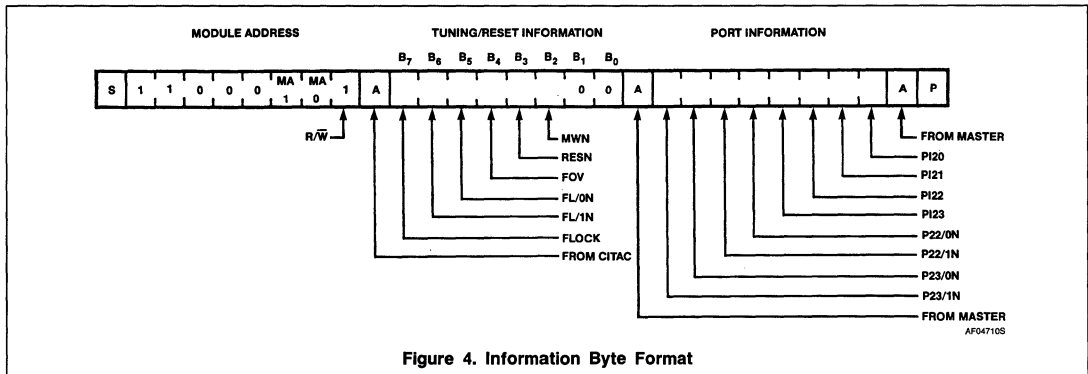 MODULE ADDRESS TUNING/RESET INFORMATION PORT INFORMATION
B7 B6 B5 B4 B3 B2 B1 B0
S 1 1 0 0 0 MA 1 MA 0 1 A 0 0 A A P
R/W̅
MWN
RESN
FOV
FL/0N
FL/1N
FLOCK
FROM CITAC
FROM MASTER
PI20
PI21
PI22
PI23
P22/0N
P22/1N
P23/0N
P23/1N
FROM MASTER
AF04710S
Figure 4. Information Byte Format